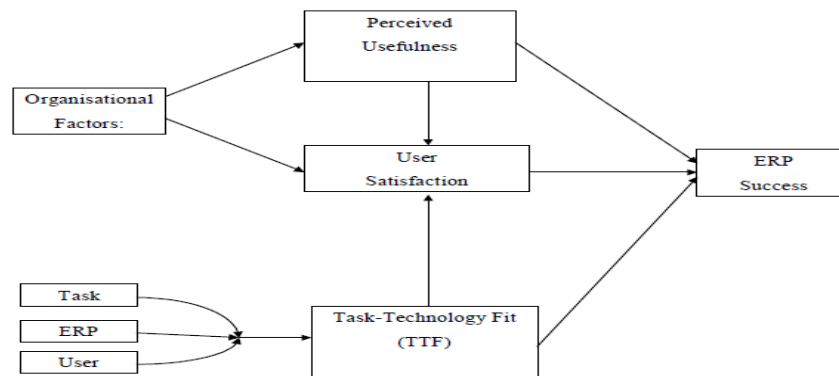 Perceived
Usefulness
Organisational
Factors:
User
Satisfaction
ERP
Success
Task
ERP
User
Task-Technology Fit
(TTF)